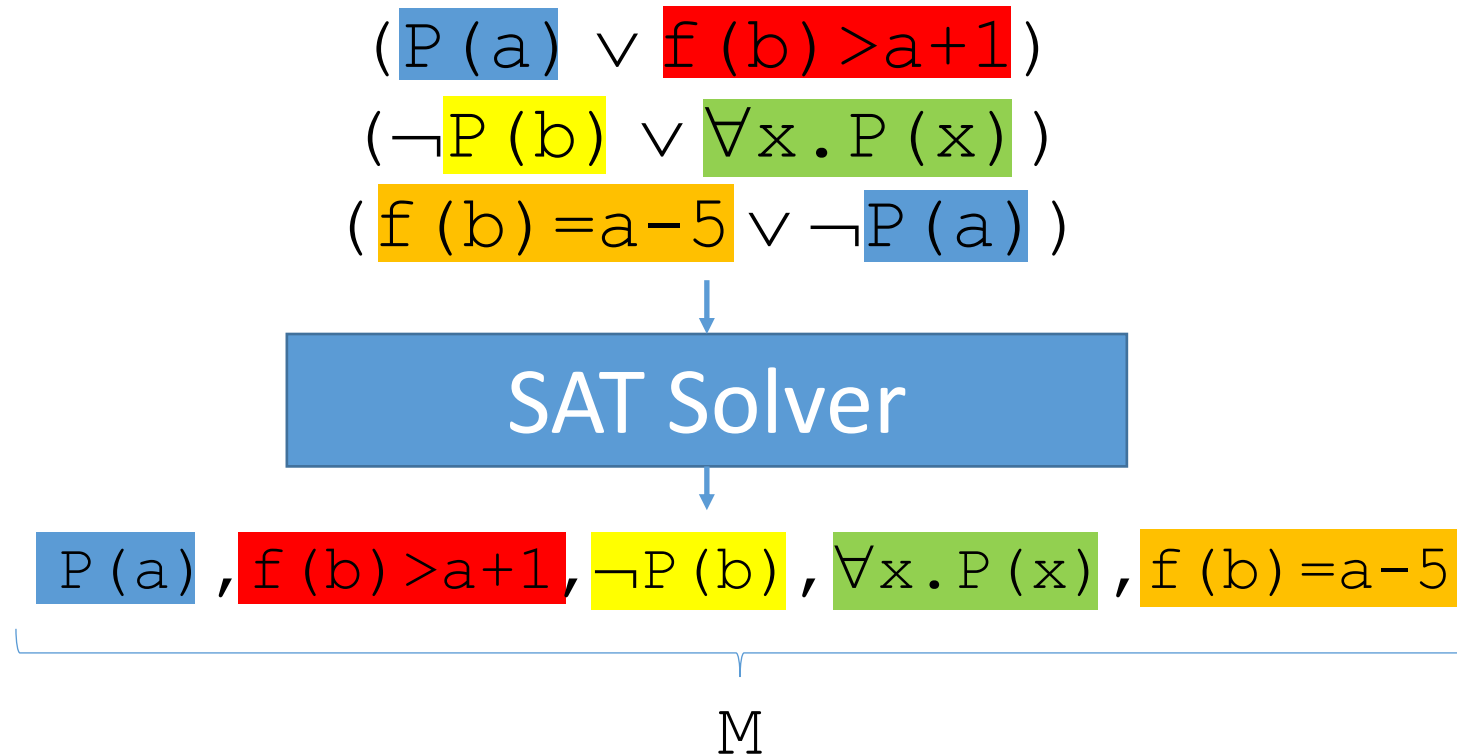 (P(a) ∨ f(b)>a+1)
(¬P(b) ∨ ∀x.P(x))
(f(b)=a-5 ∨ ¬P(a))
SAT Solver
P(a),f(b)>a+1,¬P(b),∀x.P(x),f(b)=a-5
M